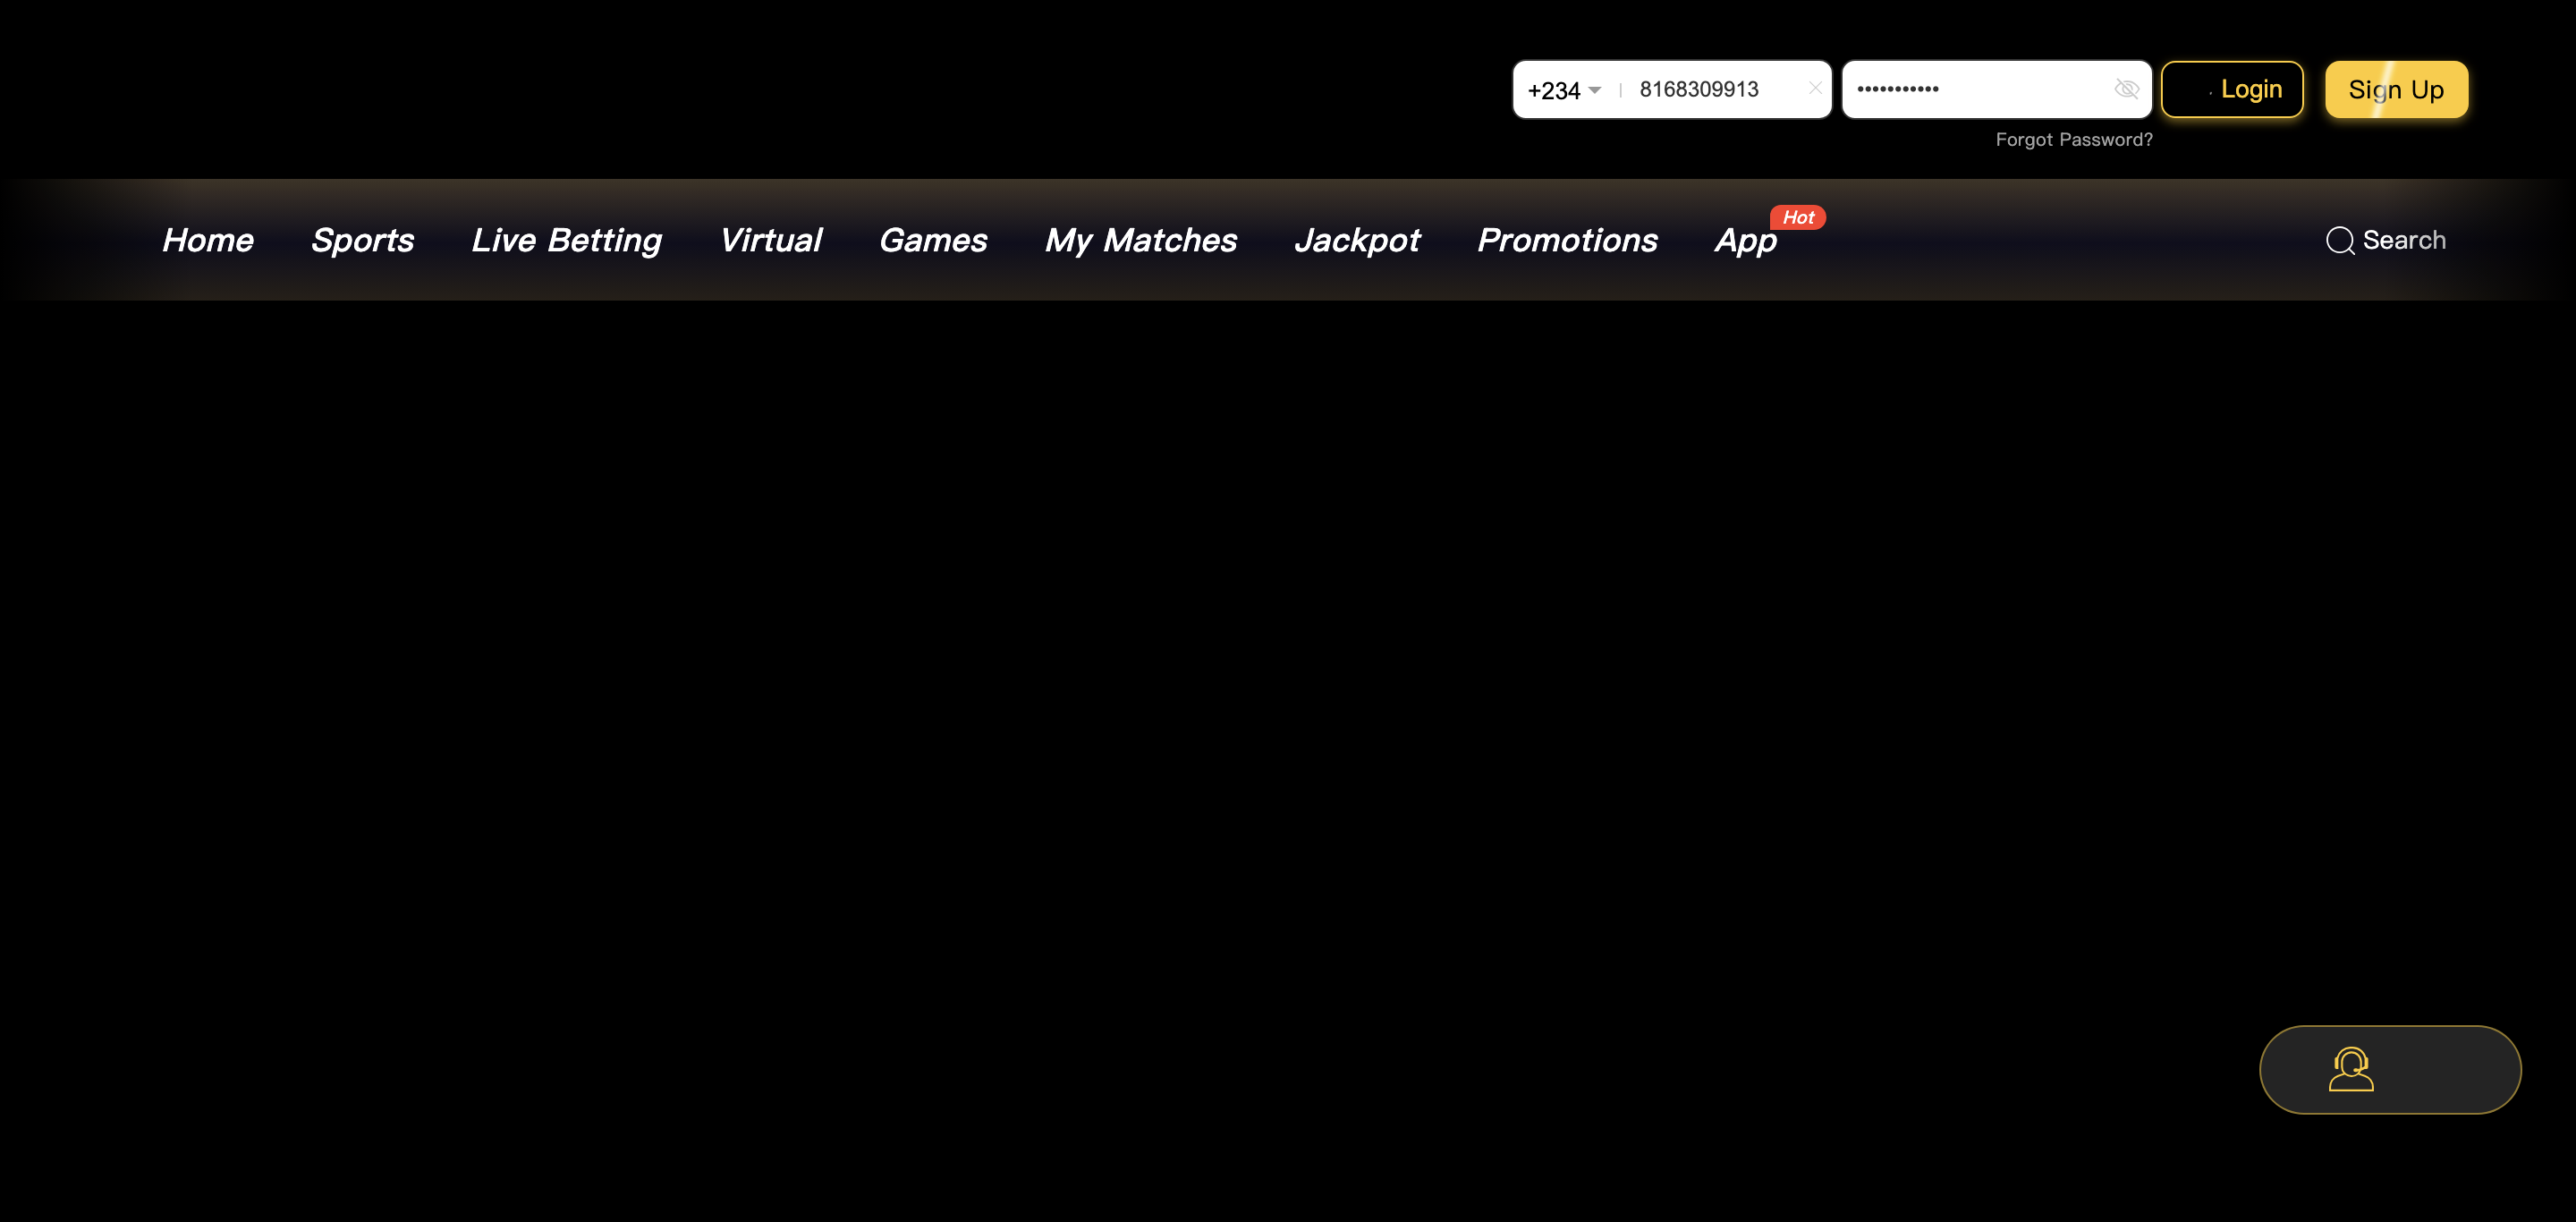 +234 8168309913 ••••••••••• Login Sign Up
Forgot Password?
Hot
Home Sports Live Betting Virtual Games My Matches Jackpot Promotions App Search